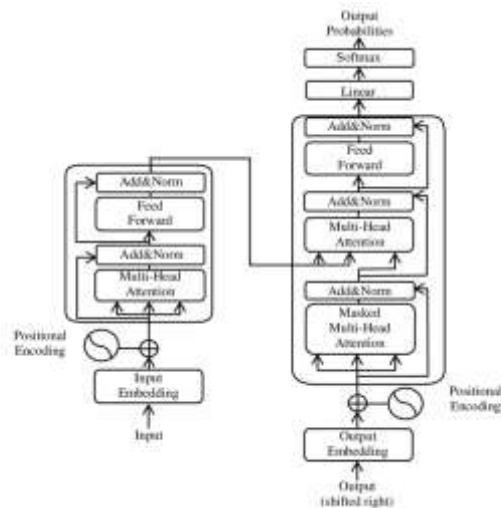 Output
Probabilities
Softmax
Linear
Add&Norm
Feed
Forward
Add&Norm
Multi-Head
Attention
Add&Norm
Masked
Multi-Head
Attention
Positional
Encoding
Output
Embedding
Output
(shifted right)
Add&Norm
Feed
Forward
Add&Norm
Multi-Head
Attention
Positional
Encoding
Input
Embedding
Input